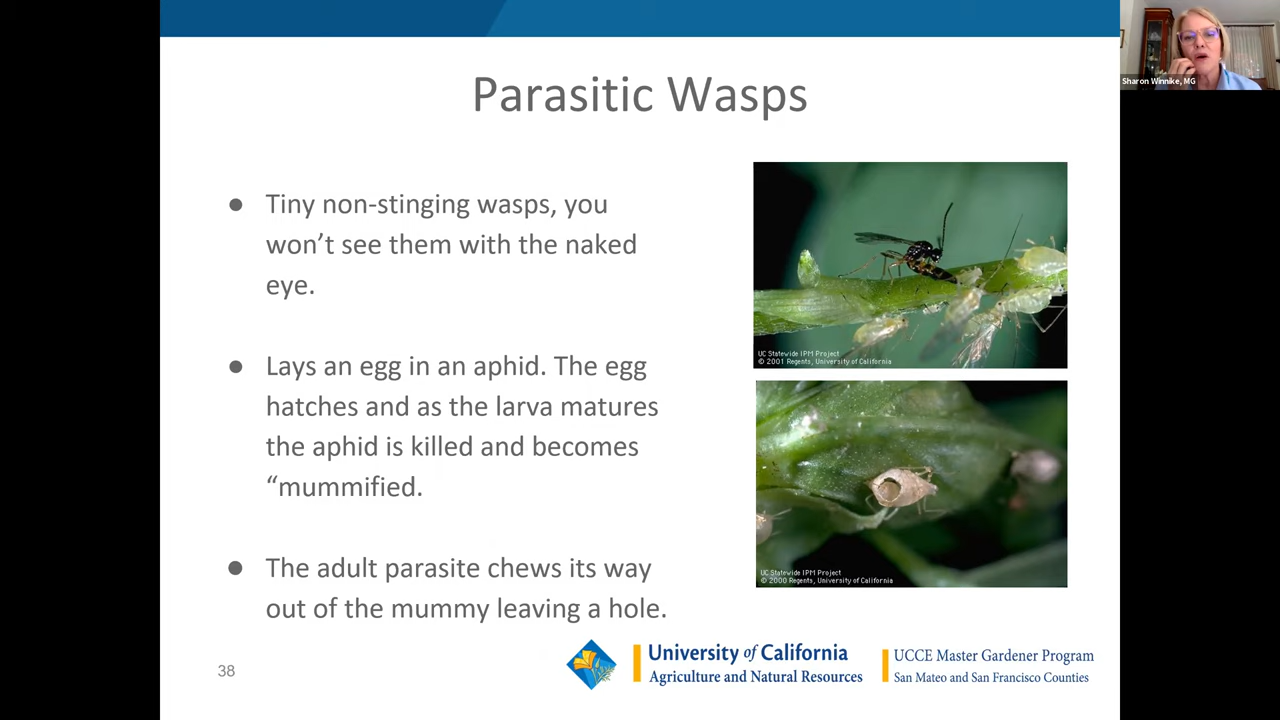 Sharon Winnike, MG
Parasitic Wasps
● Tiny non-stinging wasps, you
won’t see them with the naked
eye.
● Lays an egg in an aphid. The egg
hatches and as the larva matures
the aphid is killed and becomes
“mummified.
● The adult parasite chews its way
out of the mummy leaving a hole.
UC Statewide IPM Project
© 2001 Regents, University of California
UC Statewide IPM Project
© 2000 Regents, University of California
38
University of California
Agriculture and Natural Resources
UCCE Master Gardener Program
San Mateo and San Francisco Counties